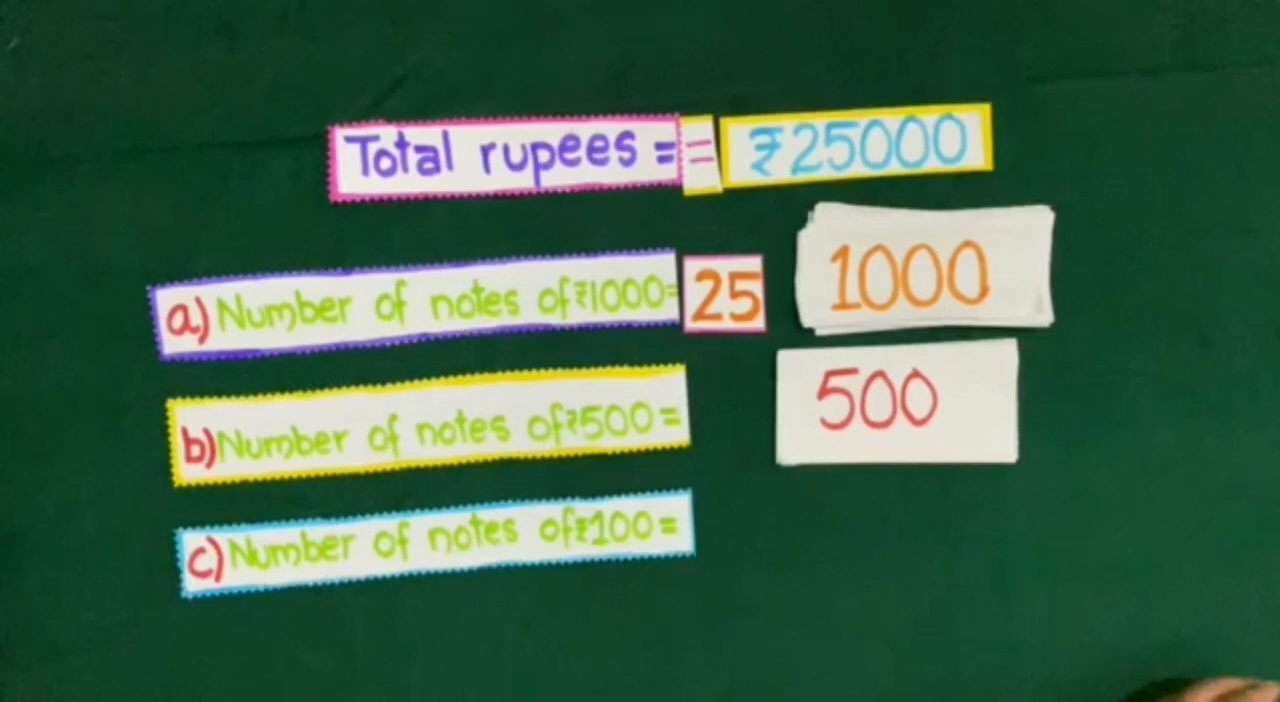 Total rupees = = ₹25000
a) Number of notes of ₹1000= 25 1000
b) Number of notes of ₹500= 500
c) Number of notes of ₹100=